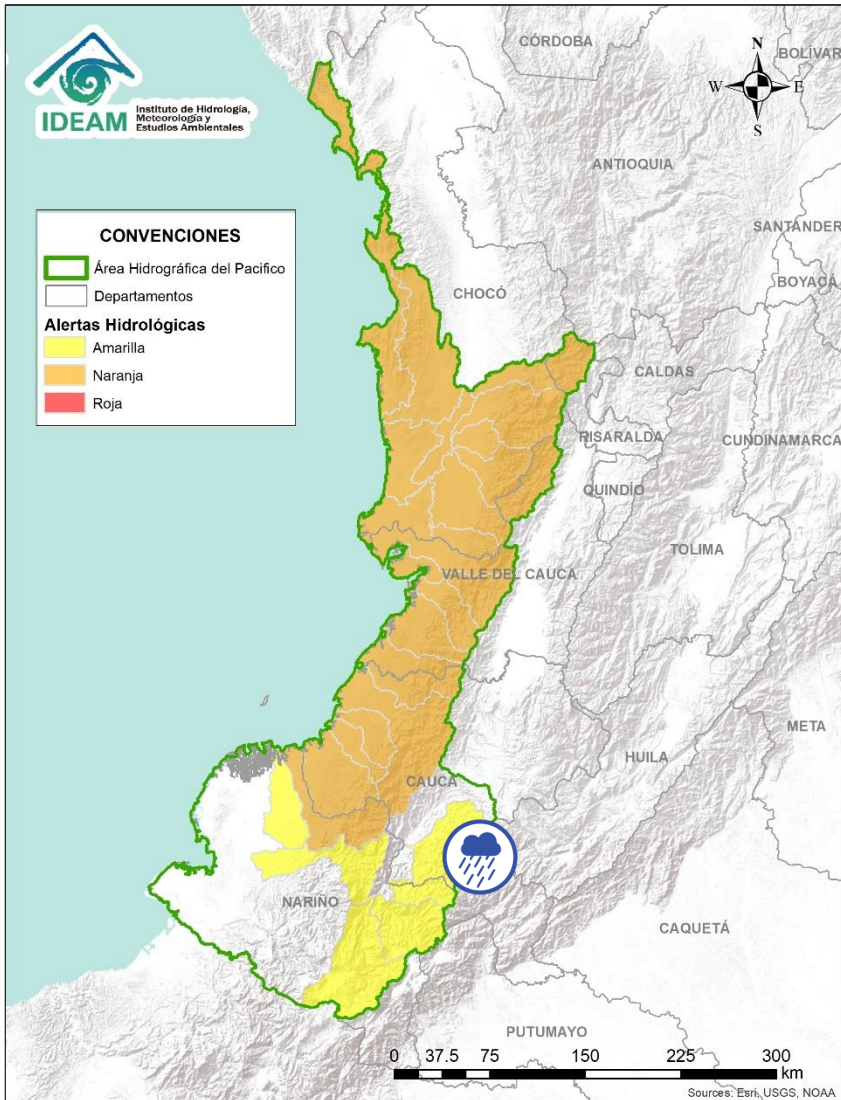 IDEAM
Instituto de Hidrología,
Meteorología y
Estudios Ambientales
N
W
E
S
CÓRDOBA
BOLÍVAR
ANTIOQUIA
SANTANDER
BOYACÁ
CHOCÓ
CALDAS
RISARALDA
CUNDINAMARCA
QUINDÍO
TOLIMA
VALLE DEL CAUCA
META
HUILA
CAUCA
NARIÑO
CAQUETÁ
PUTUMAYO
CONVENCIONES
Área Hidrográfica del Pacifico
Departamentos
Alertas Hidrológicas
Amarilla
Naranja
Roja
0 37.5 75 150 225 300
km
Sources: Esri, USGS, NOAA